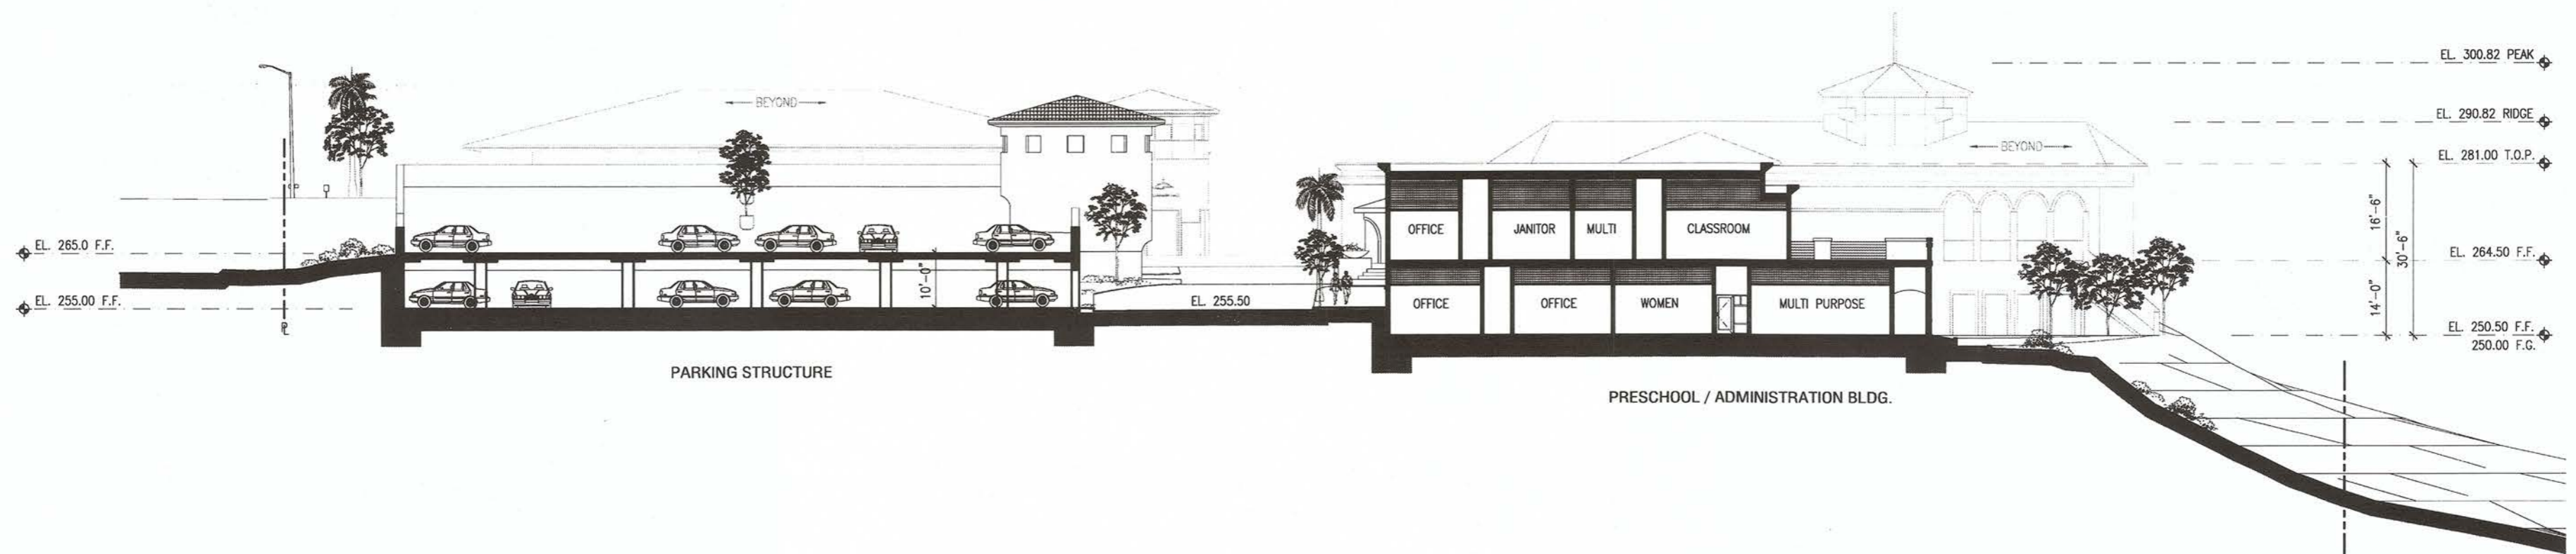 EL. 300.82 PEAK
BEYOND
EL. 290.82 RIDGE
BEYOND
EL. 281.00 T.O.P.
16'-6"
OFFICE
JANITOR
MULTI
CLASSROOM
EL. 265.0 F.F.
30'-6"
EL. 264.50 F.F.
10'-0"
14'-0"
EL. 255.00 F.F.
EL. 255.50
OFFICE
OFFICE
WOMEN
MULTI PURPOSE
PL
EL. 250.50 F.F.
250.00 F.G.
PARKING STRUCTURE
PRESCHOOL / ADMINISTRATION BLDG.